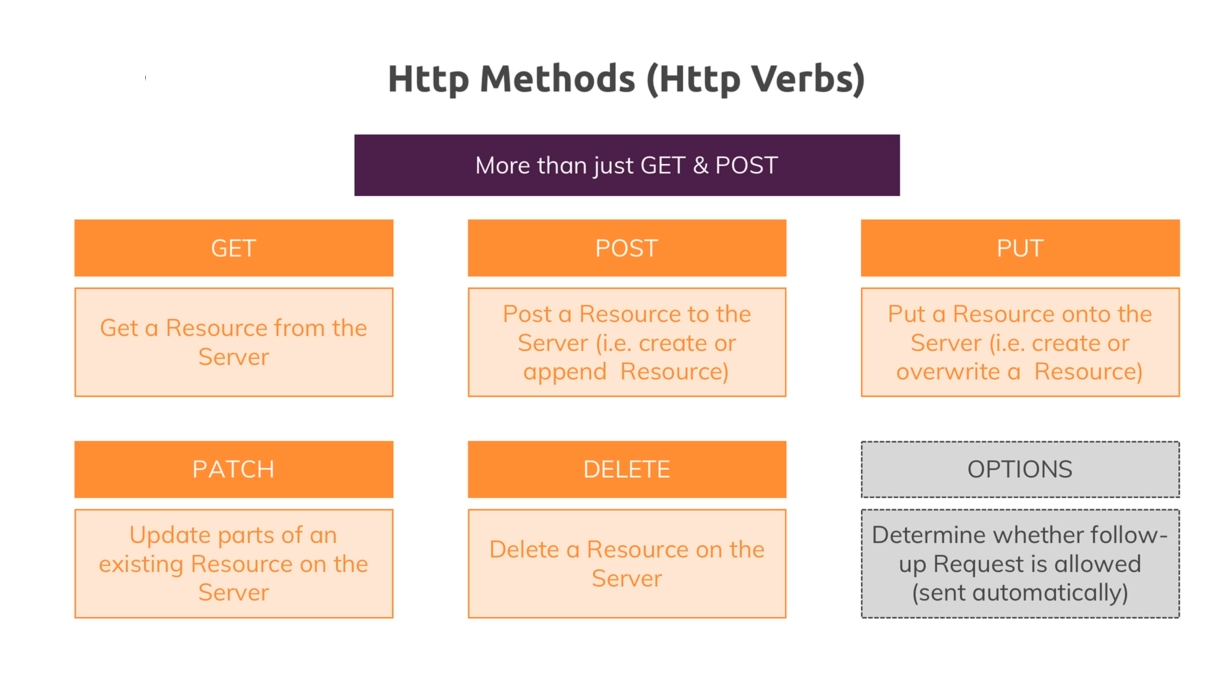 Http Methods (Http Verbs)
More than just GET & POST
GET
Get a Resource from the
Server
POST
Post a Resource to the
Server (i.e. create or
append  Resource)
PUT
Put a Resource onto the
Server (i.e. create or
overwrite a  Resource)
PATCH
Update parts of an
existing Resource on the
Server
DELETE
Delete a Resource on the
Server
OPTIONS
Determine whether follow-
up Request is allowed
(sent automatically)